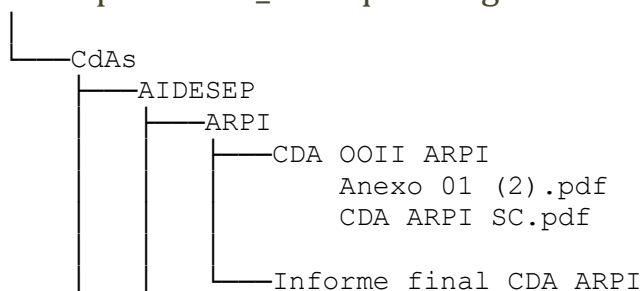 CdAs
AIDESEP
ARPI
CDA OOII ARPI
Anexo 01 (2).pdf
CDA ARPI SC.pdf
Informe final CDA ARPI